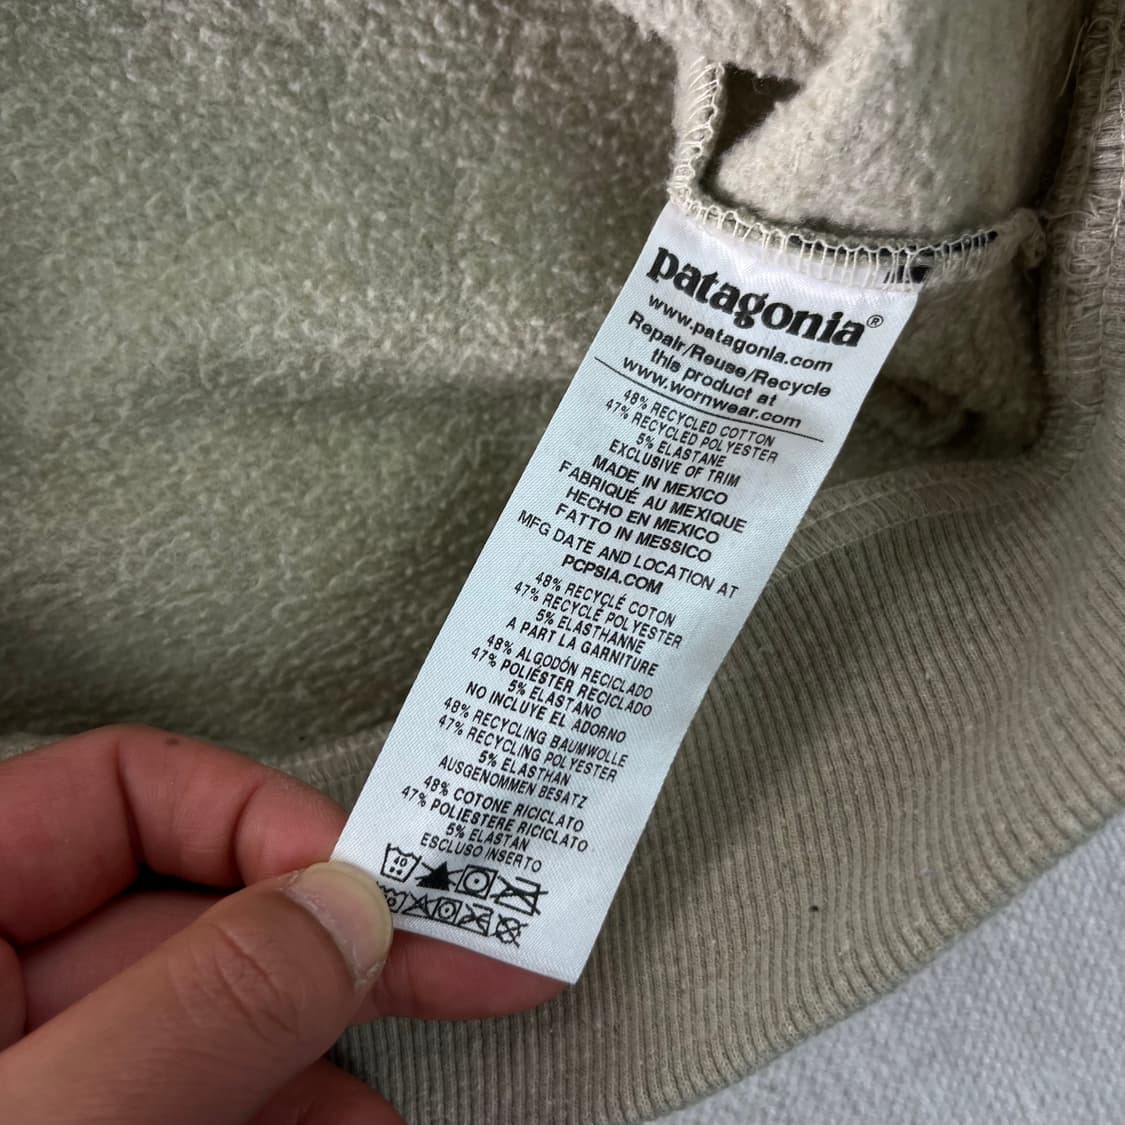 patagonia®
www.patagonia.com
Repair/Reuse/Recycle
this product at
www.wornwear.com
48% RECYCLED COTTON
47% RECYCLED POLYESTER
5% ELASTANE
EXCLUSIVE OF TRIM
MADE IN MEXICO
FABRIQUÉ AU MEXIQUE
HECHO EN MEXICO
FATTO IN MESSICO
MFG DATE AND LOCATION AT
PCPSIA.COM
48% RECYCLÉ COTON
47% RECYCLÉ POLYESTER
5% ELASTHANNE
A PART LA GARNITURE
48% ALGODÓN RECICLADO
47% POLIÉSTER RECICLADO
5% ELASTANO
NO INCLUYE EL ADORNO
48% RECYCLING BAUMWOLLE
47% RECYCLING POLYESTER
5% ELASTHAN
AUSGENOMMEN BESATZ
48% COTONE RICICLATO
47% POLIESTERE RICICLATO
5% ELASTAN
ESCLUSO INSERTO
40